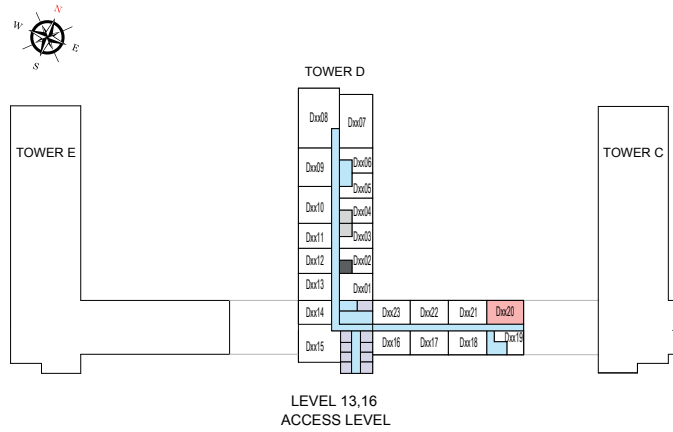 N
W
E
S
TOWER D
Dxx08
Dxx07
TOWER E
TOWER C
Dxx09
Dxx06
Dxx05
Dxx10
Dxx04
Dxx11
Dxx03
Dxx12
Dxx02
Dxx13
Dxx01
Dxx14
Dxx23 Dxx22 Dxx21 Dxx20
Dxx15
Dxx16 Dxx17 Dxx18 Dxx19
LEVEL 13,16
ACCESS LEVEL